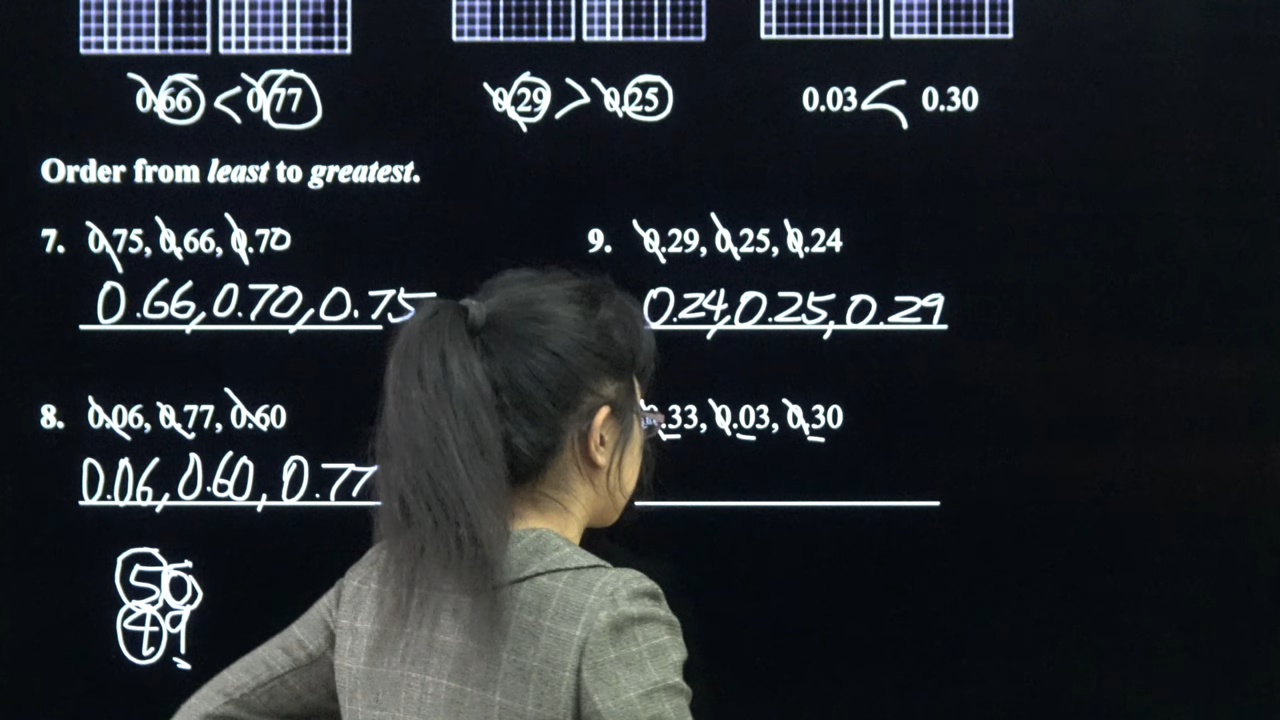 0.66 < 0.77 0.29 > 0.25 0.03 < 0.30
Order from least to greatest.
7. 0.75, 0.66, 0.70 9. 0.29, 0.25, 0.24
0.66, 0.70, 0.75 0.24, 0.25, 0.29
8. 0.06, 0.77, 0.60 0.33, 0.03, 0.30
0.06, 0.60, 0.77
50
49